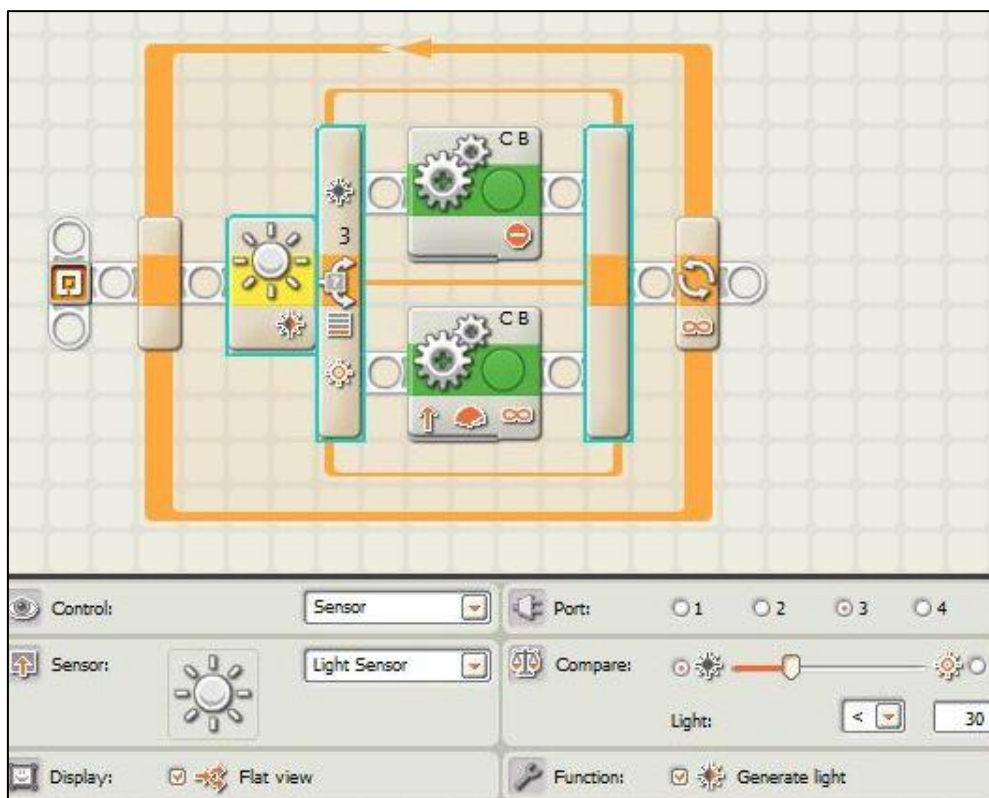 C B
3
C B
Control:
Sensor
Port:
1
2
3
4
Sensor:
Light Sensor
Compare:
Light:
<
30
Display:
Flat view
Function:
Generate light